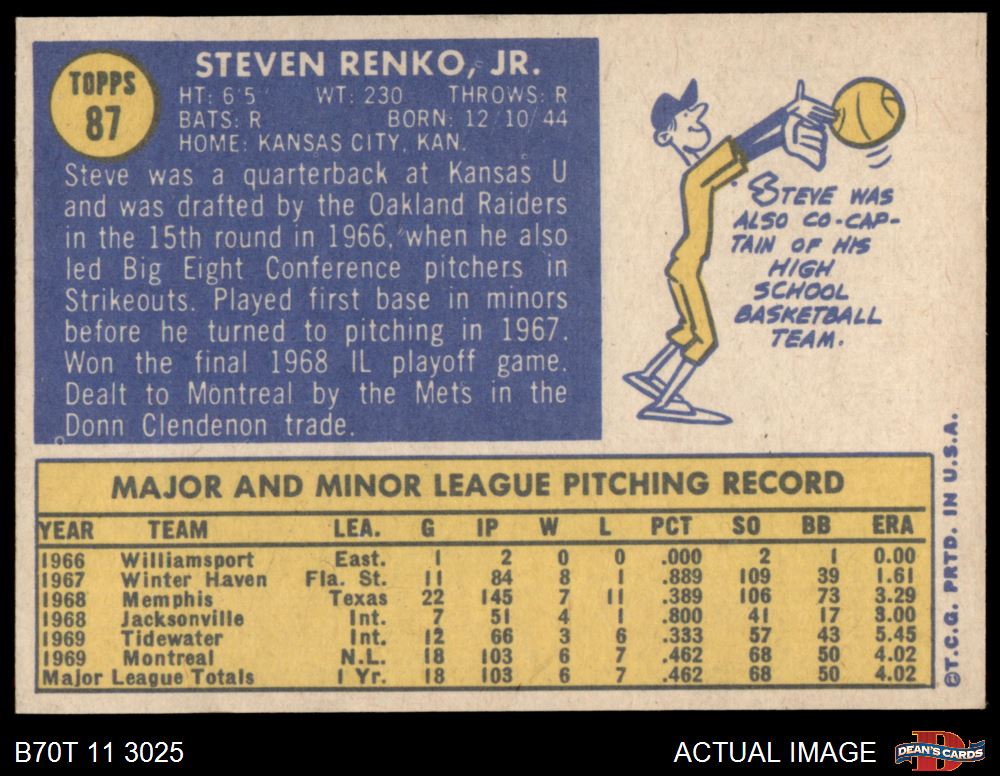 TOPPS
87
STEVEN RENKO, JR.
HT: 6'5" WT: 230 THROWS: R
BATS: R BORN: 12/10/44
HOME: KANSAS CITY, KAN.
Steve was a quarterback at Kansas U
and was drafted by the Oakland Raiders
in the 15th round in 1966, when he also
led Big Eight Conference pitchers in
Strikeouts. Played first base in minors
before he turned to pitching in 1967.
Won the final 1968 IL playoff game.
Dealt to Montreal by the Mets in the
Donn Clendenon trade.
STEVE WAS
ALSO CO-CAP-
TAIN OF HIS
HIGH
SCHOOL
BASKETBALL
TEAM.
MAJOR AND MINOR LEAGUE PITCHING RECORD
YEAR TEAM LEA. G IP W L PCT SO BB ERA
1966 Williamsport East. 1 2 0 0 .000 2 1 0.00
1967 Winter Haven Fla. St. 11 84 8 1 .889 109 39 1.61
1968 Memphis Texas 22 145 7 11 .389 106 73 3.29
1968 Jacksonville Int. 7 51 4 1 .800 41 17 3.00
1969 Tidewater Int. 12 66 3 6 .333 57 43 5.45
1969 Montreal N.L. 18 103 6 7 .462 68 50 4.02
Major League Totals 1 Yr. 18 103 6 7 .462 68 50 4.02
©T.C.G. PRTD. IN U.S.A.
B70T 11 3025
ACTUAL IMAGE
DEAN'S CARDS